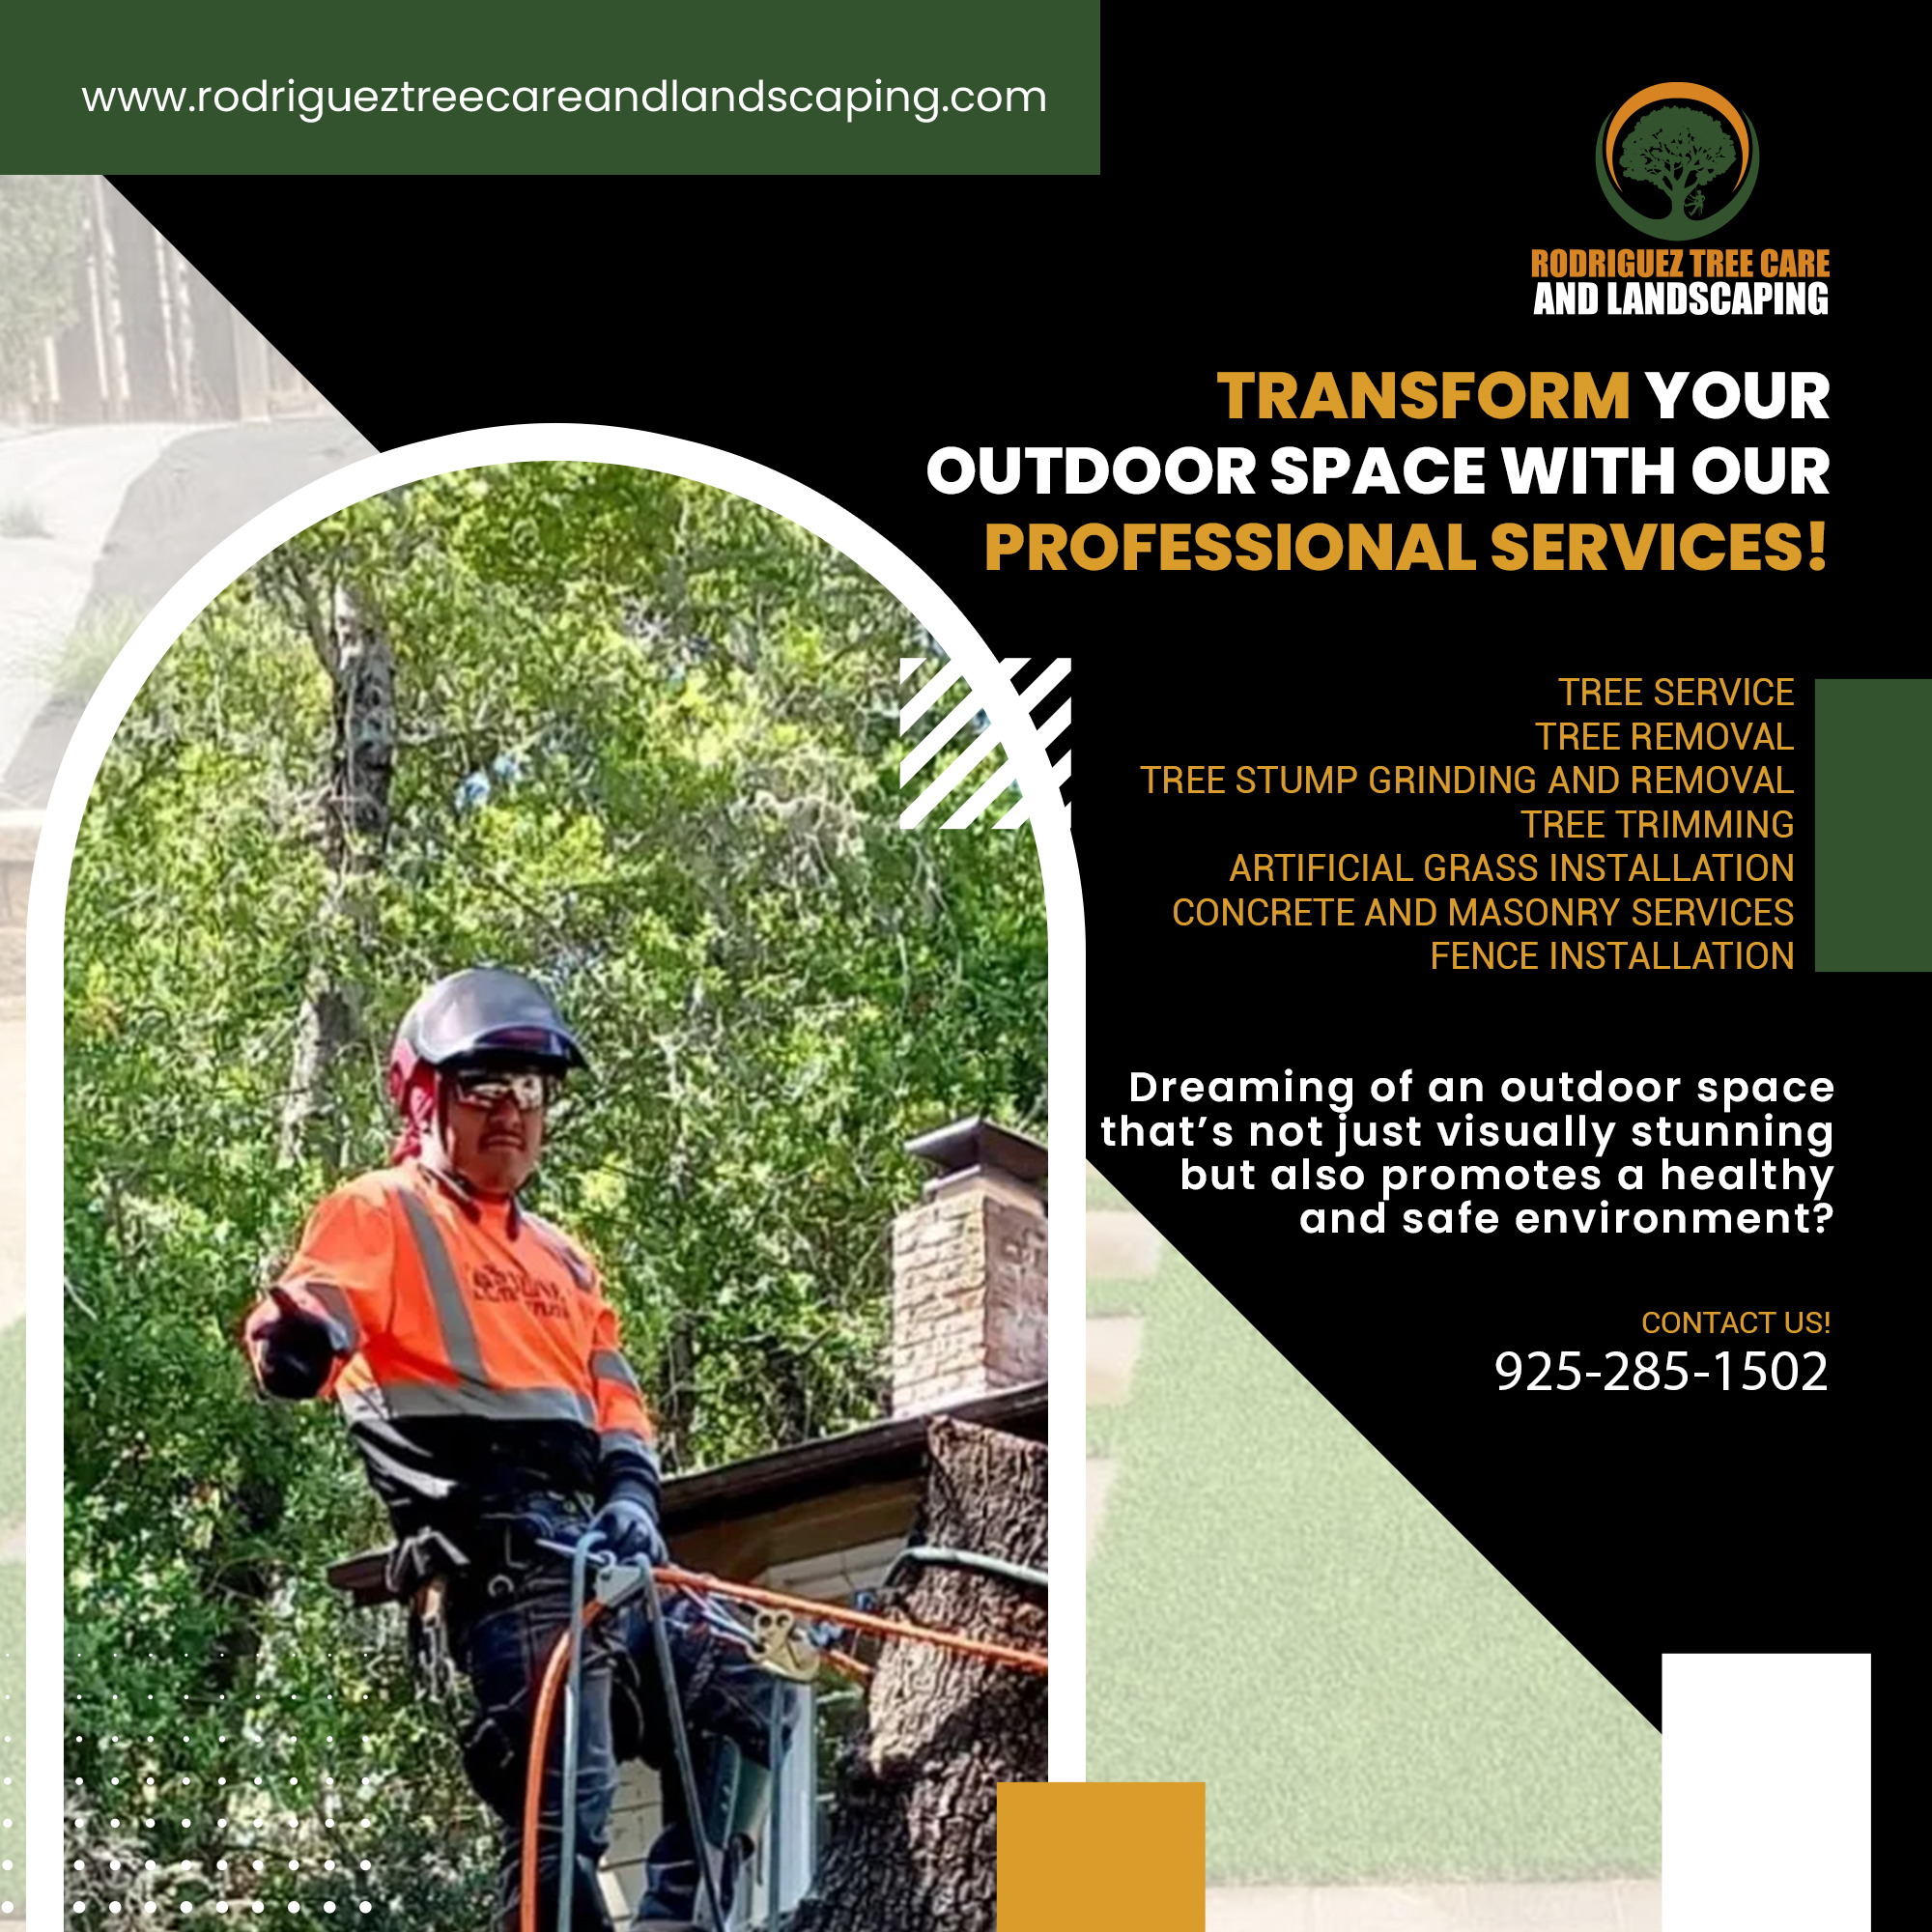 www.rodrigueztreecareandlandscaping.com
RODRIGUEZ TREE CARE
AND LANDSCAPING
TRANSFORM YOUR
OUTDOOR SPACE WITH OUR
PROFESSIONAL SERVICES!
TREE SERVICE
TREE REMOVAL
TREE STUMP GRINDING AND REMOVAL
TREE TRIMMING
ARTIFICIAL GRASS INSTALLATION
CONCRETE AND MASONRY SERVICES
FENCE INSTALLATION
Dreaming of an outdoor space
that’s not just visually stunning
but also promotes a healthy
and safe environment?
CONTACT US!
925-285-1502